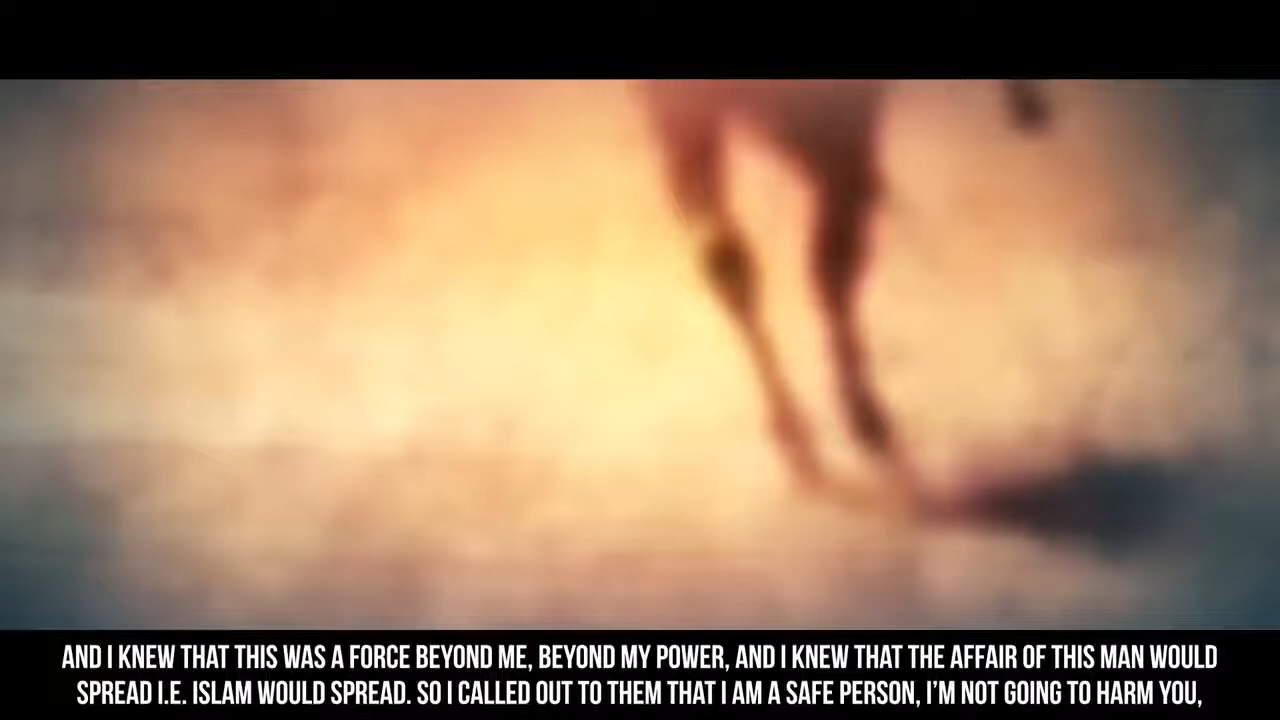 AND I KNEW THAT THIS WAS A FORCE BEYOND ME, BEYOND MY POWER, AND I KNEW THAT THE AFFAIR OF THIS MAN WOULD
SPREAD I.E. ISLAM WOULD SPREAD. SO I CALLED OUT TO THEM THAT I AM A SAFE PERSON, I'M NOT GOING TO HARM YOU,